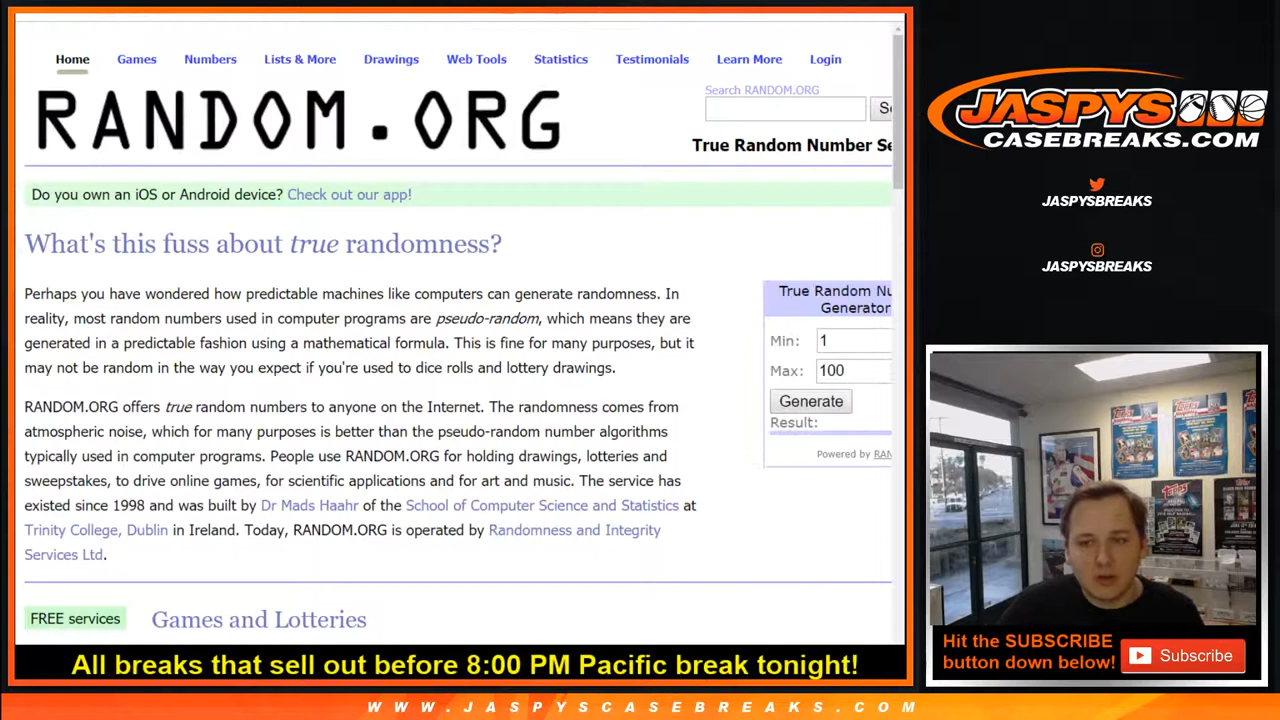 Home Games Numbers Lists & More Drawings Web Tools Statistics Testimonials Learn More Login
RANDOM.ORG
Search RANDOM.ORG
True Random Number Se
Do you own an iOS or Android device? Check out our app!
What's this fuss about true randomness?
Perhaps you have wondered how predictable machines like computers can generate randomness. In
reality, most random numbers used in computer programs are pseudo-random, which means they are
generated in a predictable fashion using a mathematical formula. This is fine for many purposes, but it
may not be random in the way you expect if you're used to dice rolls and lottery drawings.
RANDOM.ORG offers true random numbers to anyone on the Internet. The randomness comes from
atmospheric noise, which for many purposes is better than the pseudo-random number algorithms
typically used in computer programs. People use RANDOM.ORG for holding drawings, lotteries and
sweepstakes, to drive online games, for scientific applications and for art and music. The service has
existed since 1998 and was built by Dr Mads Haahr of the School of Computer Science and Statistics at
Trinity College, Dublin in Ireland. Today, RANDOM.ORG is operated by Randomness and Integrity
Services Ltd.
True Random Nu
Generator
Min: 1
Max: 100
Generate
Result:
Powered by RAN
FREE services
Games and Lotteries
All breaks that sell out before 8:00 PM Pacific break tonight!
JASPYS
CASEBREAKS.COM
JASPYSBREAKS
JASPYSBREAKS
Topps
Hit the SUBSCRIBE
button down below!
Subscribe
WWW.JASPYSCASEBREAKS.COM